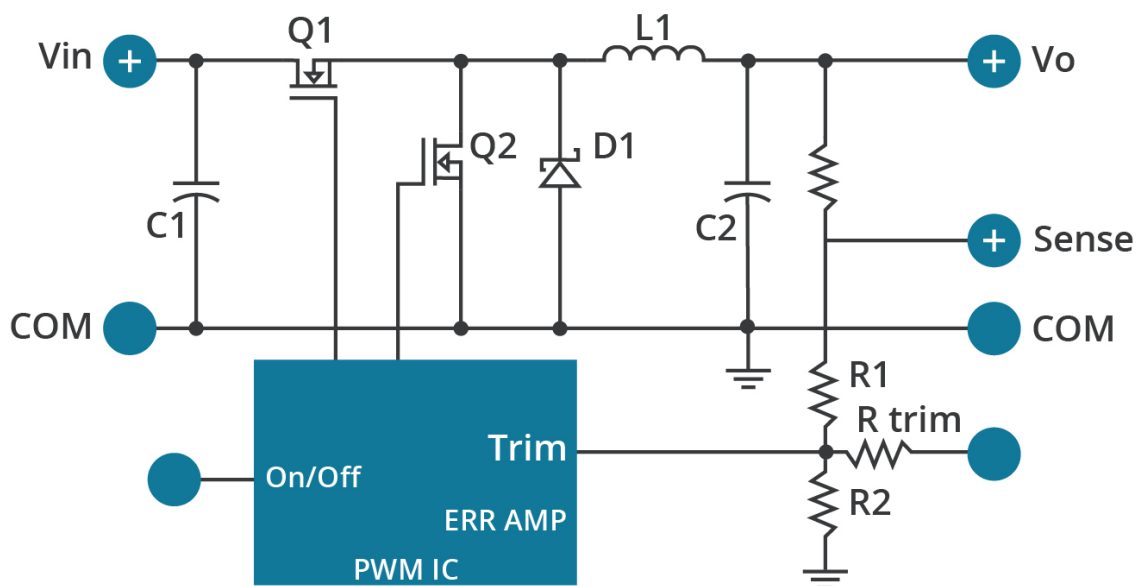 Q1
L1
Vin
+
+
Vo
Q2
D1
C1
C2
+
Sense
COM
COM
R1
R trim
Trim
On/Off
R2
ERR AMP
PWM IC